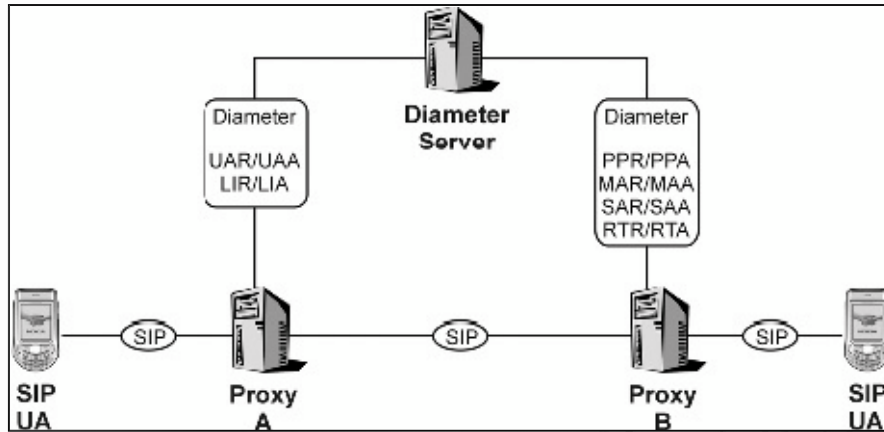 Diameter
UAR/UAA
LIR/LIA
Diameter
Server
Diameter
PPR/PPA
MAR/MAA
SAR/SAA
RTR/RTA
SIP
UA
SIP
Proxy
A
SIP
Proxy
B
SIP
SIP
UA